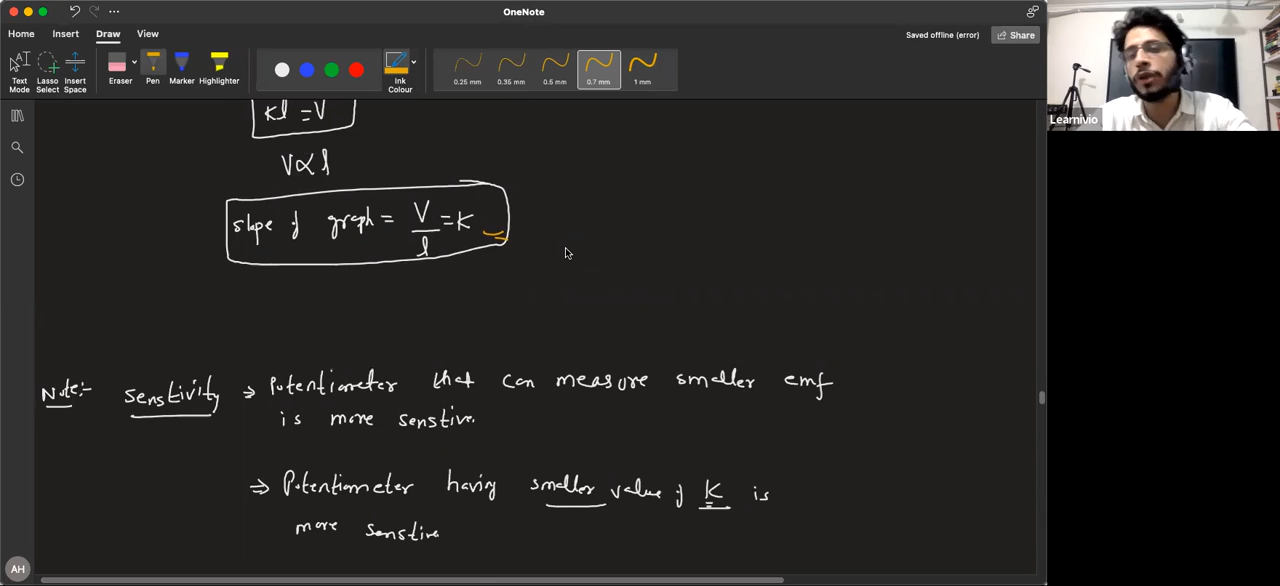 OneNote
Home Insert Draw View
Saved offline (error) Share
Text Mode
Lasso Select
Insert Space
Eraser
Pen
Marker
Highlighter
Ink Colour
0.25 mm
0.35 mm
0.5 mm
0.7 mm
1 mm
Learnivio
Kl = V
V ∝ l
slope of graph = V/l = K
Note:- Senstivity ⇒ Potentiometer that can measure smaller emf
is more senstive.
⇒ Potentiometer having smaller value of K is
more senstive
AH